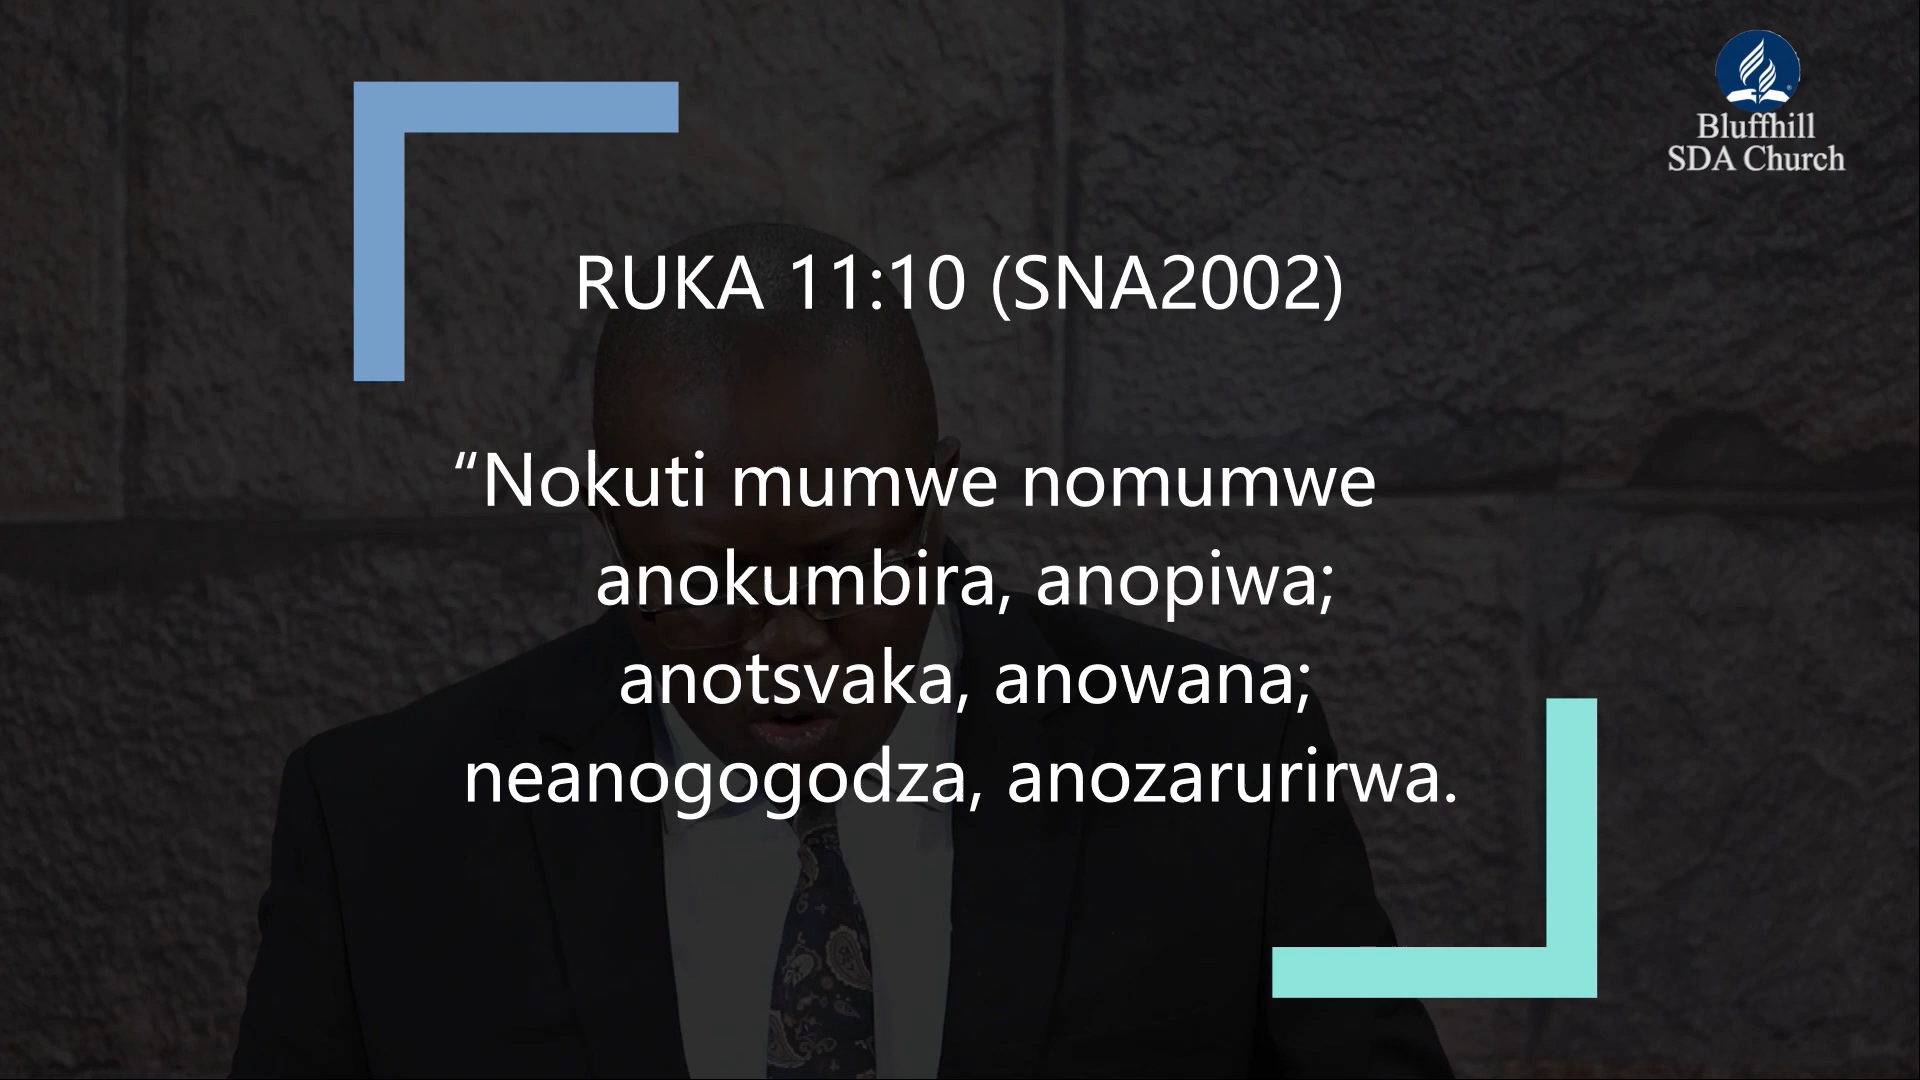 Bluffhill
SDA Church
RUKA 11:10 (SNA2002)
“Nokuti mumwe nomumwe
anokumbira, anopiwa;
anotsvaka, anowana;
neanogogodza, anozarurirwa.